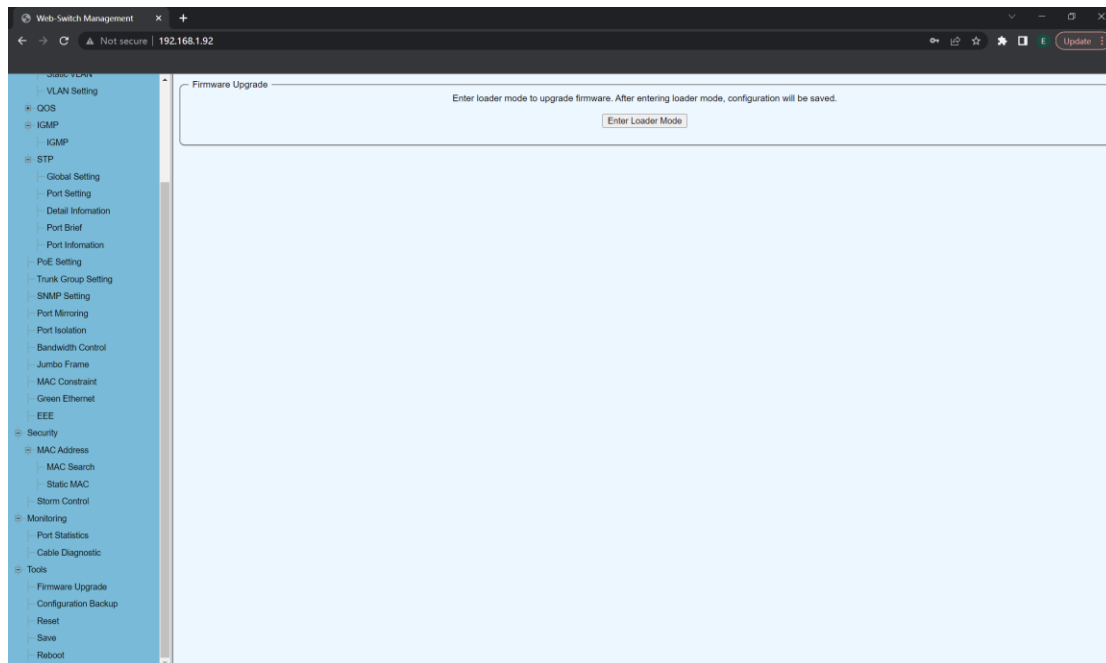 Web-Switch Management
Not secure | 192.168.1.92
E Update
Static VLAN
VLAN Setting
QOS
IGMP
IGMP
STP
Global Setting
Port Setting
Detail Infomation
Port Brief
Port Infomation
PoE Setting
Trunk Group Setting
SNMP Setting
Port Mirroring
Port Isolation
Bandwidth Control
Jumbo Frame
MAC Constraint
Green Ethernet
EEE
Security
MAC Address
MAC Search
Static MAC
Storm Control
Monitoring
Port Statistics
Cable Diagnostic
Tools
Firmware Upgrade
Configuration Backup
Reset
Save
Reboot
Firmware Upgrade
Enter loader mode to upgrade firmware. After entering loader mode, configuration will be saved.
Enter Loader Mode